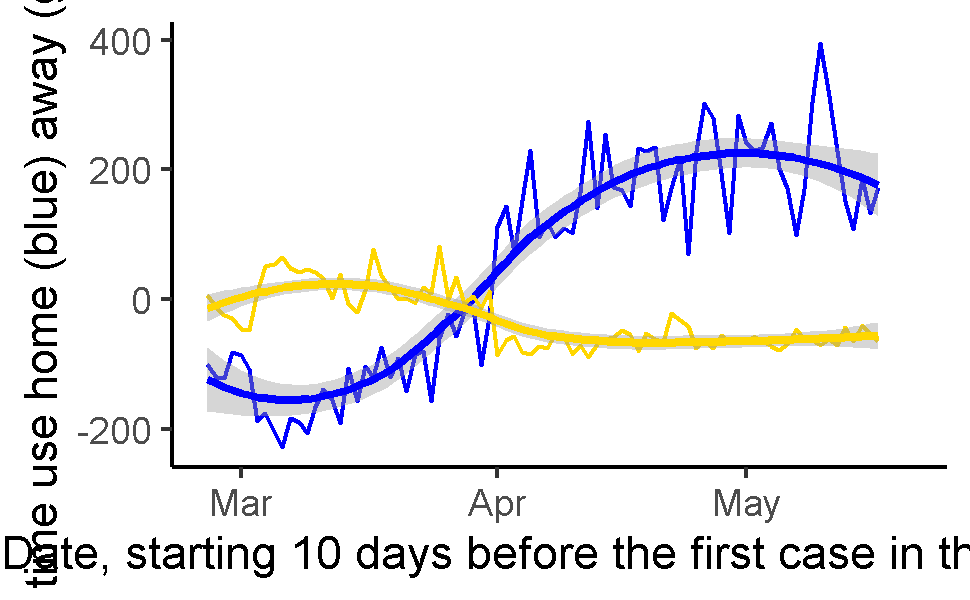 time use home (blue) away (
400
200
0
-200
Mar Apr May
Date, starting 10 days before the first case in